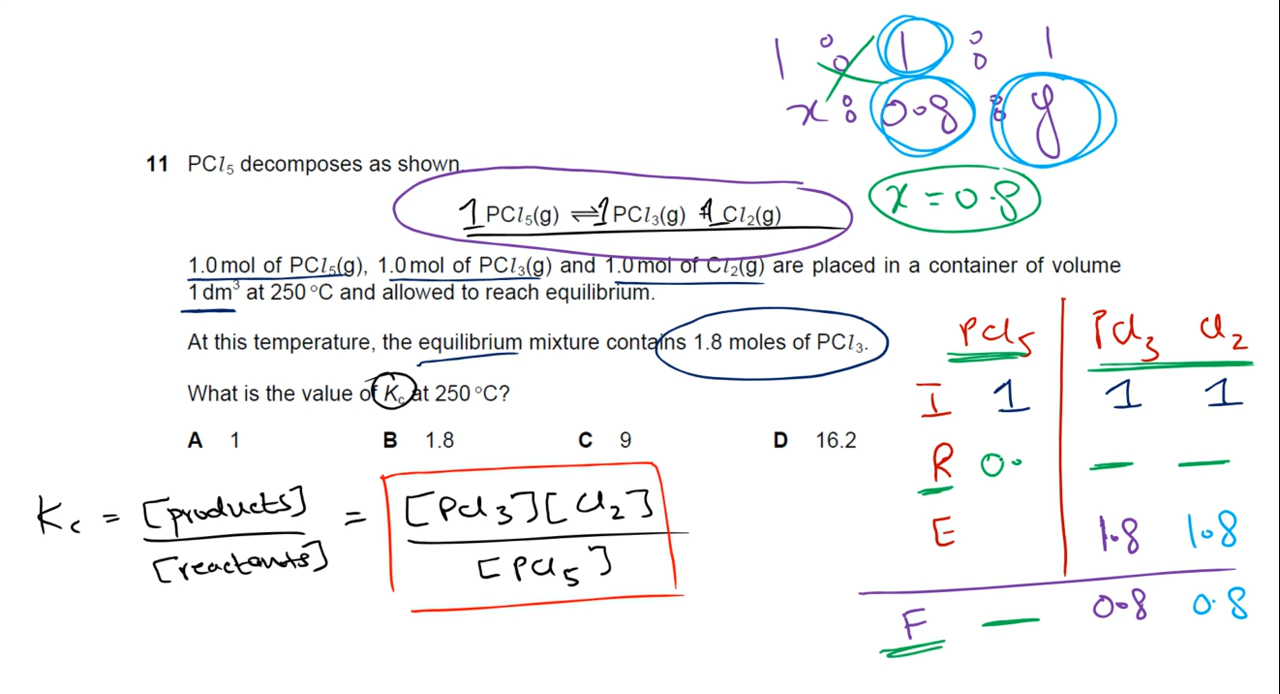 1 : 1 : 1
x : 0.8 : y
x = 0.8
11 PCl5 decomposes as shown.
1 PCl5(g) ⇌ 1 PCl3(g) + 1 Cl2(g)
1.0 mol of PCl5(g), 1.0 mol of PCl3(g) and 1.0 mol of Cl2(g) are placed in a container of volume
1 dm³ at 250 °C and allowed to reach equilibrium.
At this temperature, the equilibrium mixture contains 1.8 moles of PCl3.
What is the value of Kc at 250 °C?
A 1 B 1.8 C 9 D 16.2
Kc = [products] / [reactants] = [PCl3][Cl2] / [PCl5]
PCl5 PCl3 Cl2
I 1 1 1
R 0. — —
E 1.8 1.8
F — 0.8 0.8